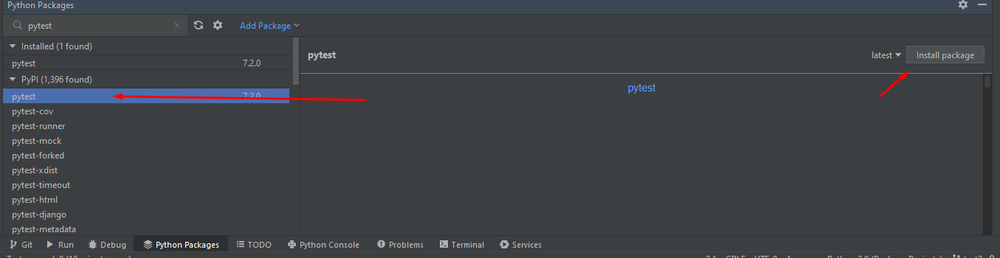 Python Packages
pytest
Add Package
Installed (1 found)
pytest 7.2.0
PyPI (1,396 found)
pytest 7.2.0
pytest-cov
pytest-runner
pytest-mock
pytest-forked
pytest-xdist
pytest-timeout
pytest-html
pytest-django
pytest-metadata
pytest
latest
Install package
pytest
Git
Run
Debug
Python Packages
TODO
Python Console
Problems
Terminal
Services